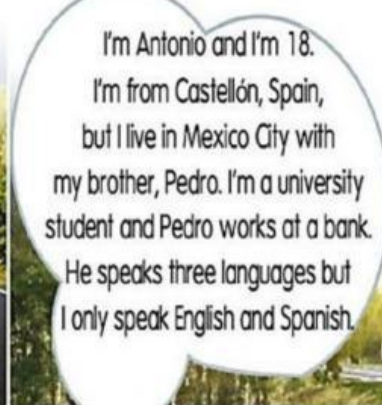 I'm Antonio and I'm 18.
I'm from Castellón, Spain,
but I live in Mexico City with
my brother, Pedro. I'm a university
student and Pedro works at a bank.
He speaks three languages but
I only speak English and Spanish.